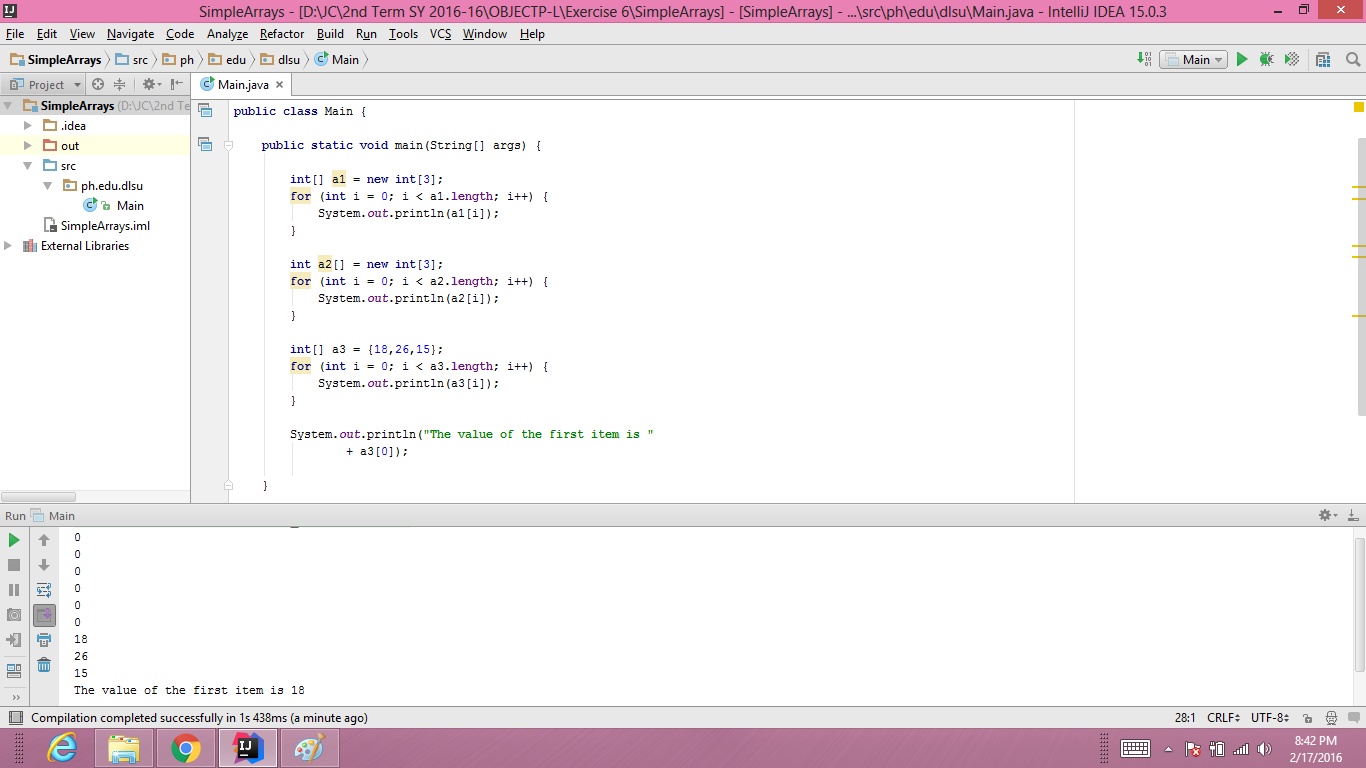 SimpleArrays - [D:\JC\2nd Term SY 2016-16\OBJECTP-L\Exercise 6\SimpleArrays] - [SimpleArrays] - ...\src\ph\edu\dlsu\Main.java - IntelliJ IDEA 15.0.3
File Edit View Navigate Code Analyze Refactor Build Run Tools VCS Window Help
SimpleArrays src ph edu dlsu Main
Main
Project
Main.java
SimpleArrays (D:\JC\2nd Te
.idea
out
src
ph.edu.dlsu
Main
SimpleArrays.iml
External Libraries
public class Main {
public static void main(String[] args) {
int[] a1 = new int[3];
for (int i = 0; i < a1.length; i++) {
System.out.println(a1[i]);
}
int a2[] = new int[3];
for (int i = 0; i < a2.length; i++) {
System.out.println(a2[i]);
}
int[] a3 = {18,26,15};
for (int i = 0; i < a3.length; i++) {
System.out.println(a3[i]);
}
System.out.println("The value of the first item is "
+ a3[0]);
}
Run Main
0
0
0
0
0
0
18
26
15
The value of the first item is 18
Compilation completed successfully in 1s 438ms (a minute ago)
28:1 CRLF UTF-8
8:42 PM
2/17/2016